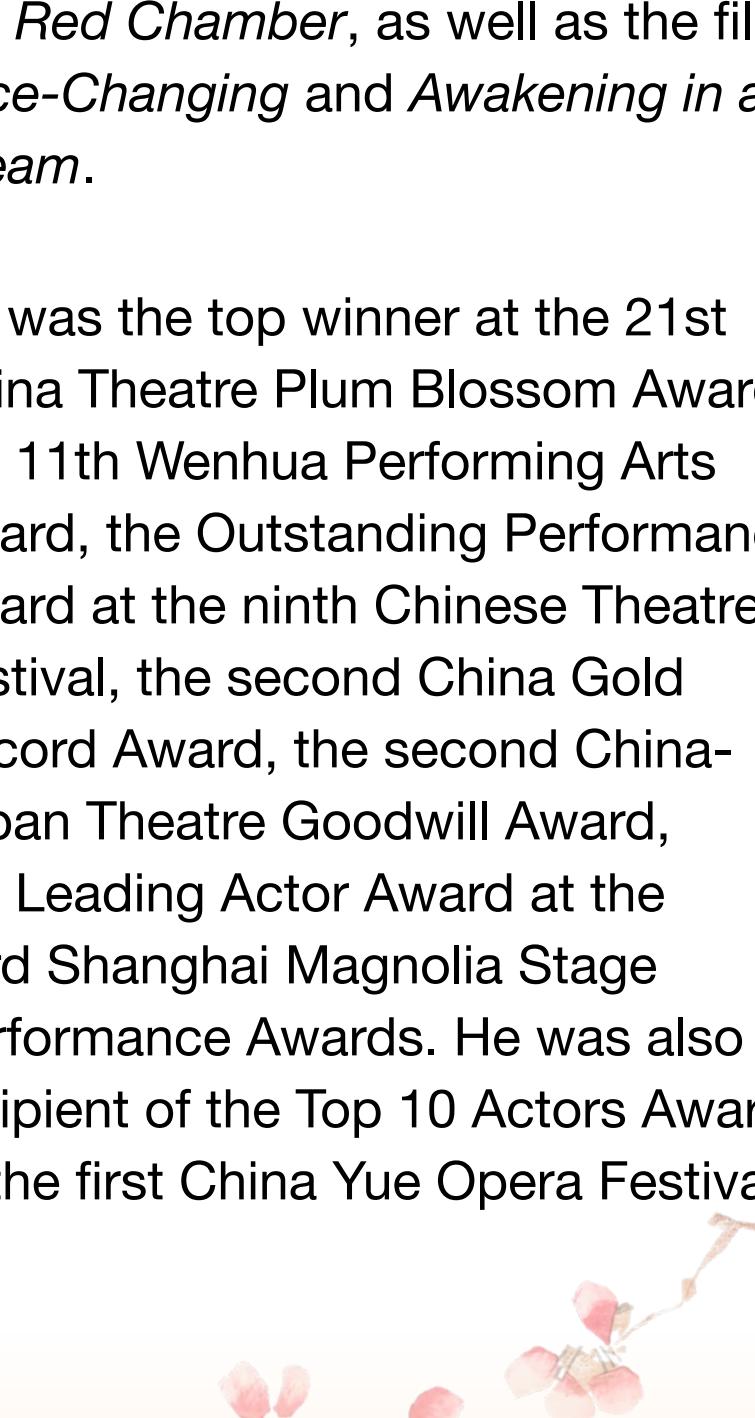 Red Chamber, as well as the fil
ce-Changing and Awakening in a
eam.
was the top winner at the 21st
ina Theatre Plum Blossom Awar
11th Wenhua Performing Arts
ard, the Outstanding Performan
ard at the ninth Chinese Theatre
stival, the second China Gold
cord Award, the second China-
pan Theatre Goodwill Award,
Leading Actor Award at the
rd Shanghai Magnolia Stage
rformance Awards. He was also
ipient of the Top 10 Actors Awar
the first China Yue Opera Festiva